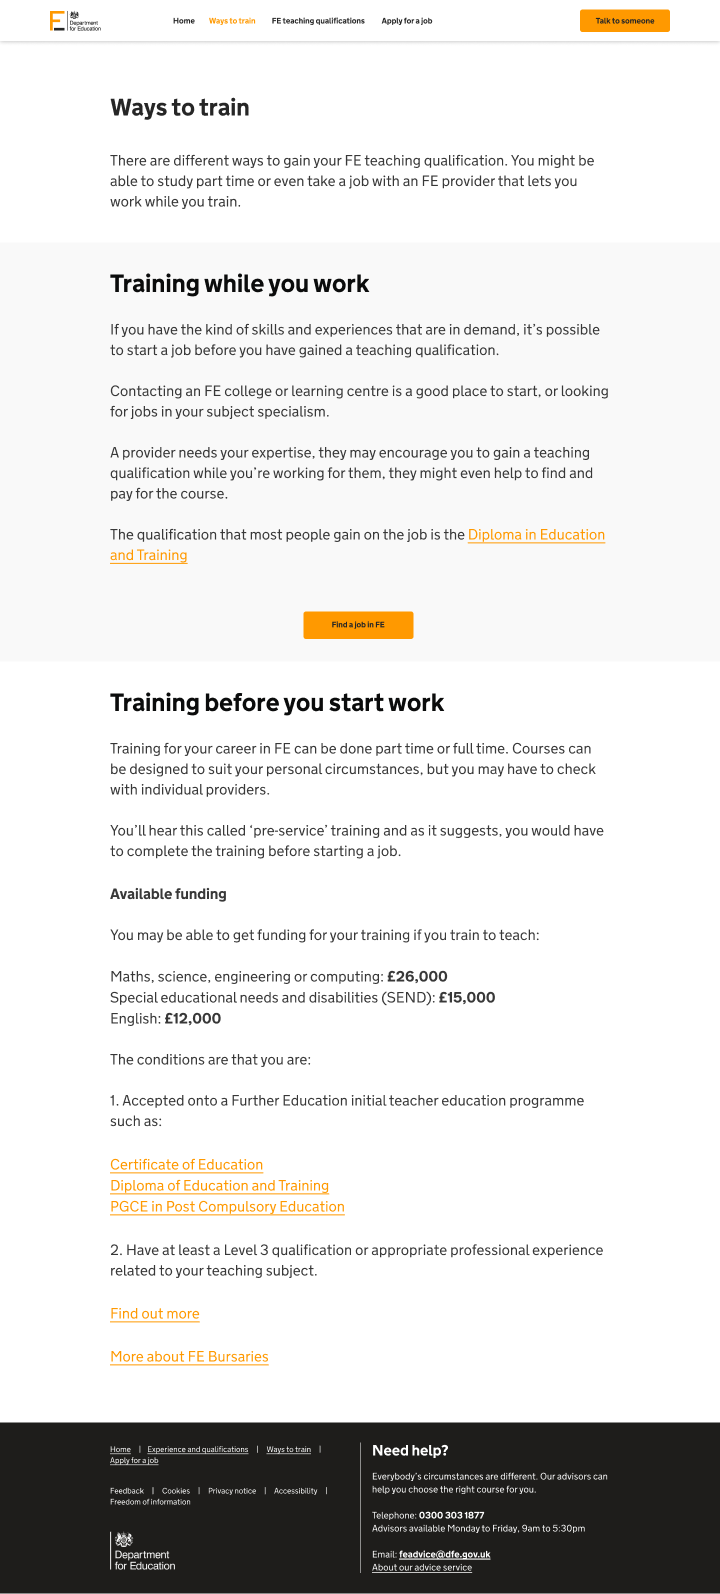 Department
for Education
Home Ways to train FE teaching qualifications Apply for a job Talk to someone
Ways to train
There are different ways to gain your FE teaching qualification. You might be
able to study part time or even take a job with an FE provider that lets you
work while you train.
Training while you work
If you have the kind of skills and experiences that are in demand, it’s possible
to start a job before you have gained a teaching qualification.
Contacting an FE college or learning centre is a good place to start, or looking
for jobs in your subject specialism.
A provider needs your expertise, they may encourage you to gain a teaching
qualification while you’re working for them, they might even help to find and
pay for the course.
The qualification that most people gain on the job is the Diploma in Education
and Training
Find a job in FE
Training before you start work
Training for your career in FE can be done part time or full time. Courses can
be designed to suit your personal circumstances, but you may have to check
with individual providers.
You’ll hear this called ‘pre-service’ training and as it suggests, you would have
to complete the training before starting a job.
Available funding
You may be able to get funding for your training if you train to teach:
Maths, science, engineering or computing: £26,000
Special educational needs and disabilities (SEND): £15,000
English: £12,000
The conditions are that you are:
1. Accepted onto a Further Education initial teacher education programme
such as:
Certificate of Education
Diploma of Education and Training
PGCE in Post Compulsory Education
2. Have at least a Level 3 qualification or appropriate professional experience
related to your teaching subject.
Find out more
More about FE Bursaries
Home | Experience and qualifications | Ways to train |
Apply for a job
Feedback | Cookies | Privacy notice | Accessibility |
Freedom of information
Department
for Education
Need help?
Everybody’s circumstances are different. Our advisors can
help you choose the right course for you.
Telephone: 0300 303 1877
Advisors available Monday to Friday, 9am to 5:30pm
Email: feadvice@dfe.gov.uk
About our advice service